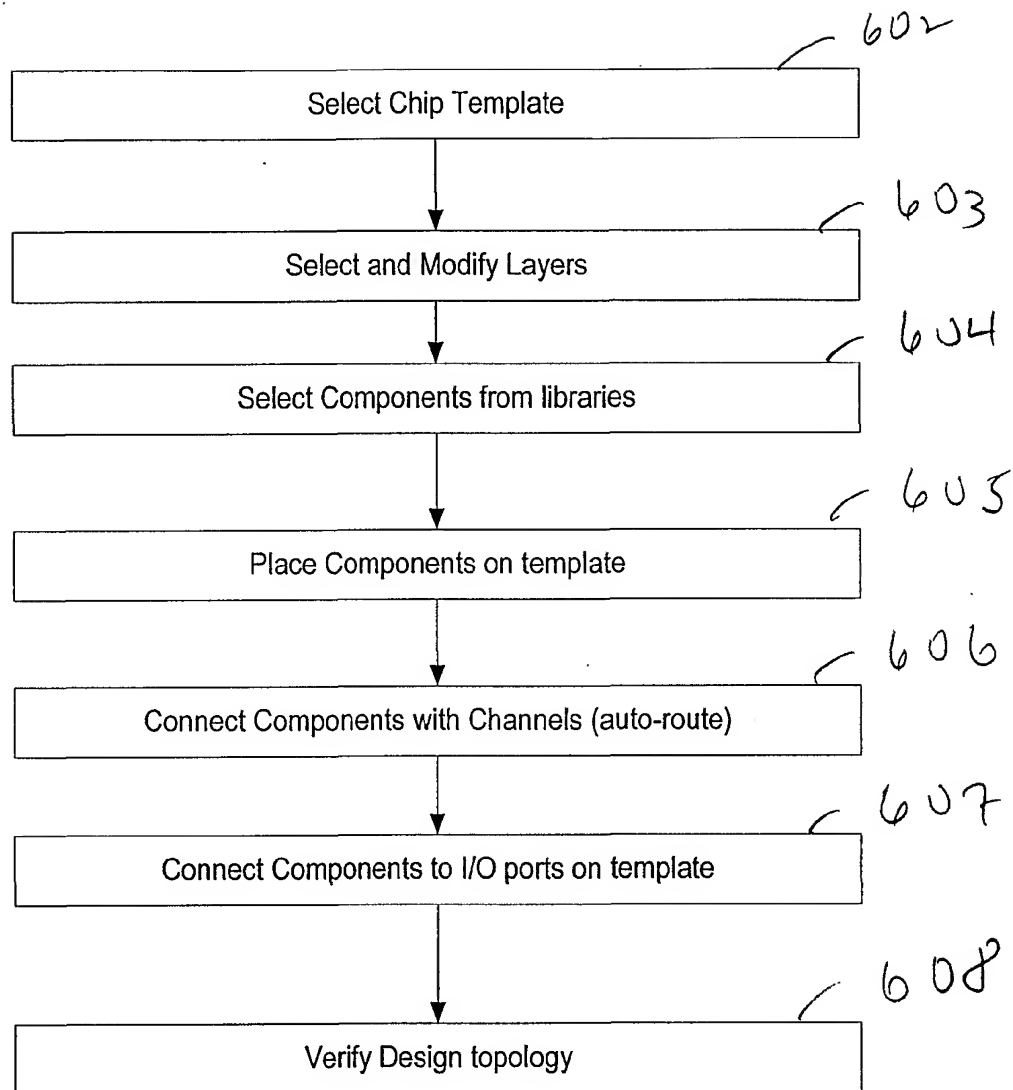 602
Select Chip Template
603
Select and Modify Layers
604
Select Components from libraries
605
Place Components on template
606
Connect Components with Channels (auto-route)
607
Connect Components to I/O ports on template
608
Verify Design topology